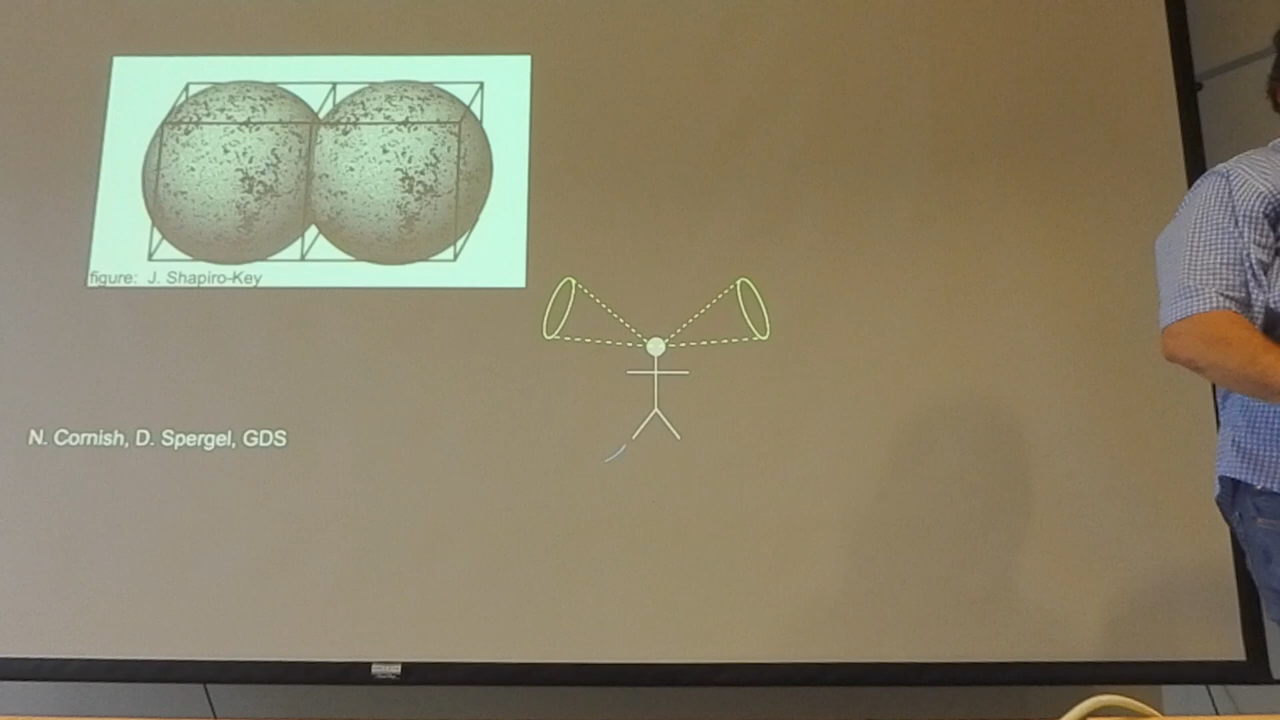 figure: J. Shapiro-Key
N. Cornish, D. Spergel, GDS